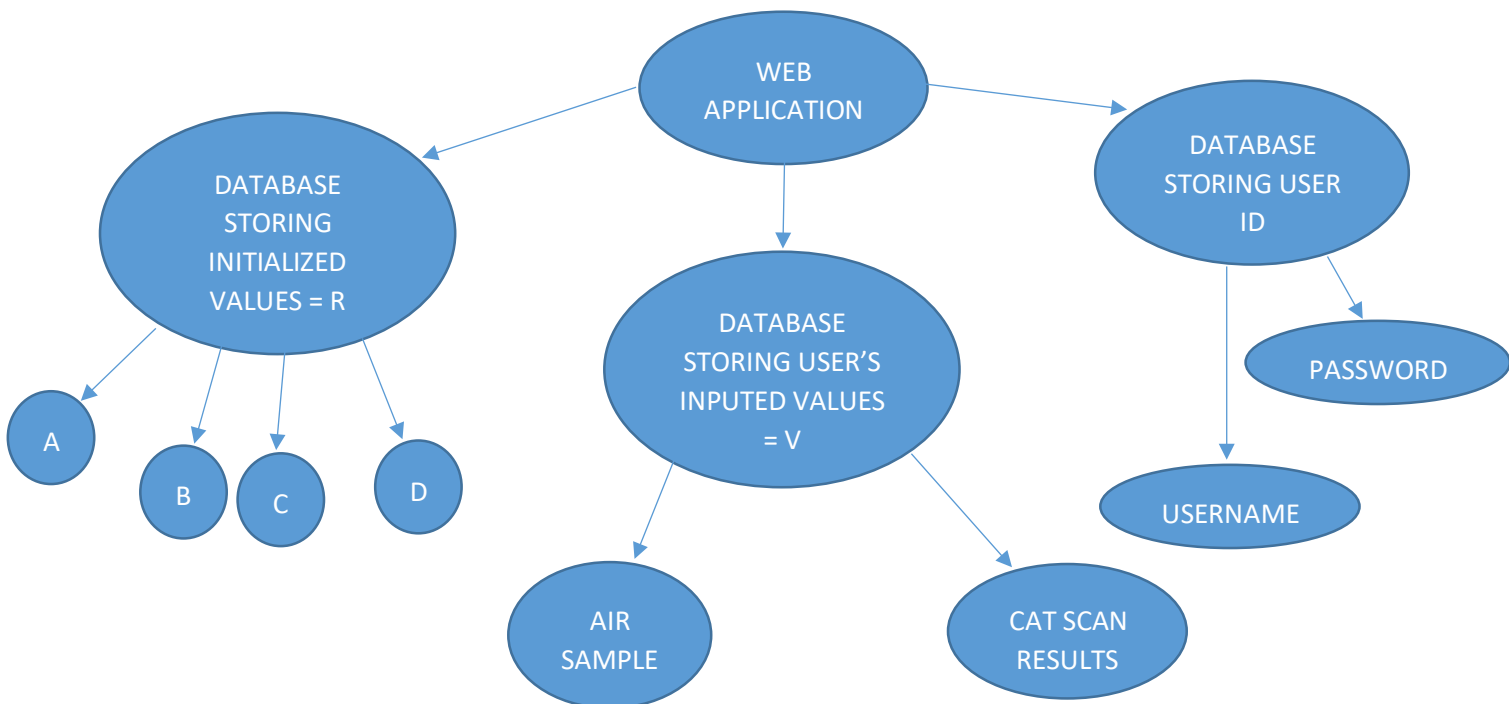 WEB
APPLICATION
DATABASE
STORING
INITIALIZED
VALUES = R
DATABASE
STORING USER'S
INPUTED VALUES
= V
DATABASE
STORING USER
ID
A
B
C
D
AIR
SAMPLE
CAT SCAN
RESULTS
USERNAME
PASSWORD